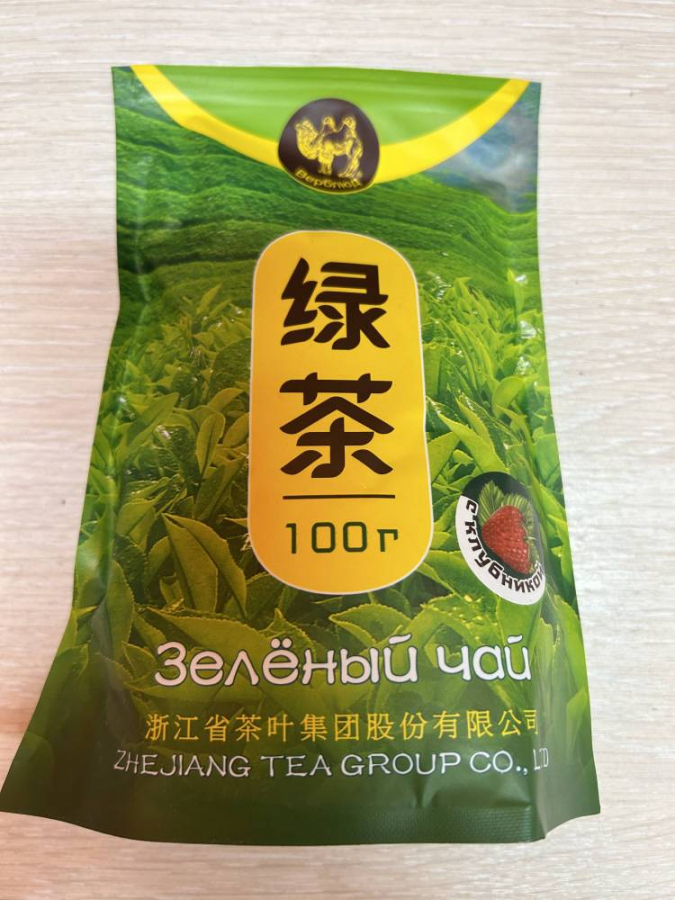 Верблюд®
绿
茶
100г
с клубникой
Зелёный чай
浙江省茶叶集团股份有限公司
ZHEJIANG TEA GROUP CO., LTD